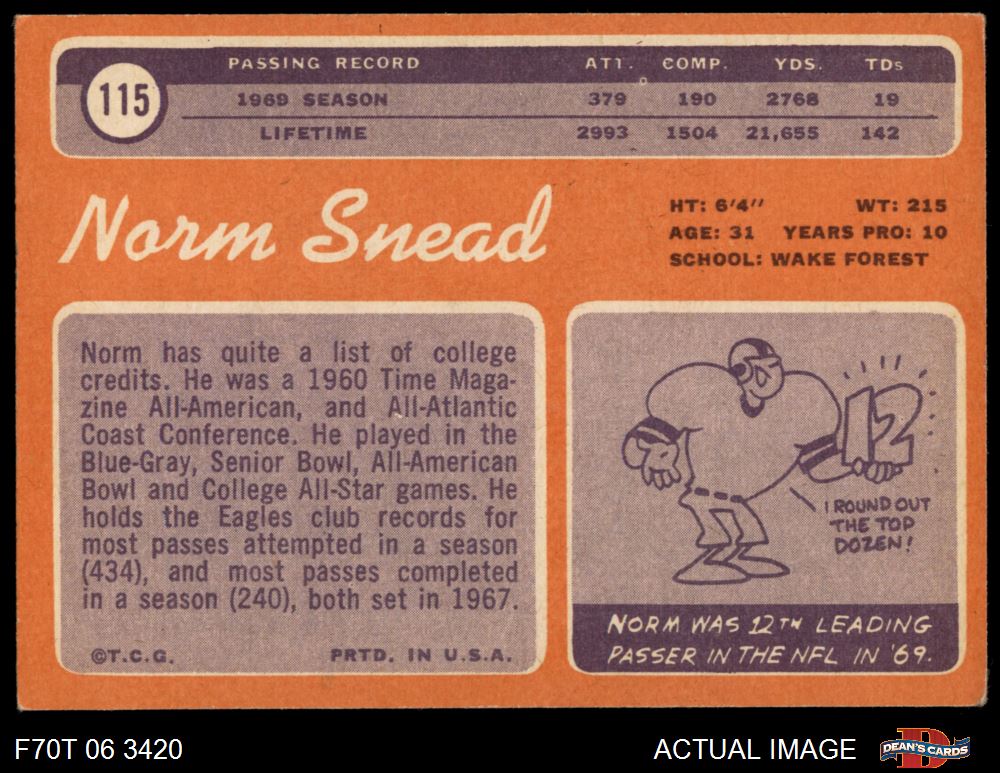 115
PASSING RECORD ATT. COMP. YDS. TDs
1969 SEASON 379 190 2768 19
LIFETIME 2993 1504 21,655 142
Norm Snead
HT: 6'4" WT: 215
AGE: 31 YEARS PRO: 10
SCHOOL: WAKE FOREST
Norm has quite a list of college
credits. He was a 1960 Time Maga-
zine All-American, and All-Atlantic
Coast Conference. He played in the
Blue-Gray, Senior Bowl, All-American
Bowl and College All-Star games. He
holds the Eagles club records for
most passes attempted in a season
(434), and most passes completed
in a season (240), both set in 1967.
©T.C.G. PRTD. IN U.S.A.
12
I ROUND OUT
THE TOP
DOZEN!
NORM WAS 12TH LEADING
PASSER IN THE NFL IN '69.
F70T 06 3420 ACTUAL IMAGE
D
DEAN'S CARDS